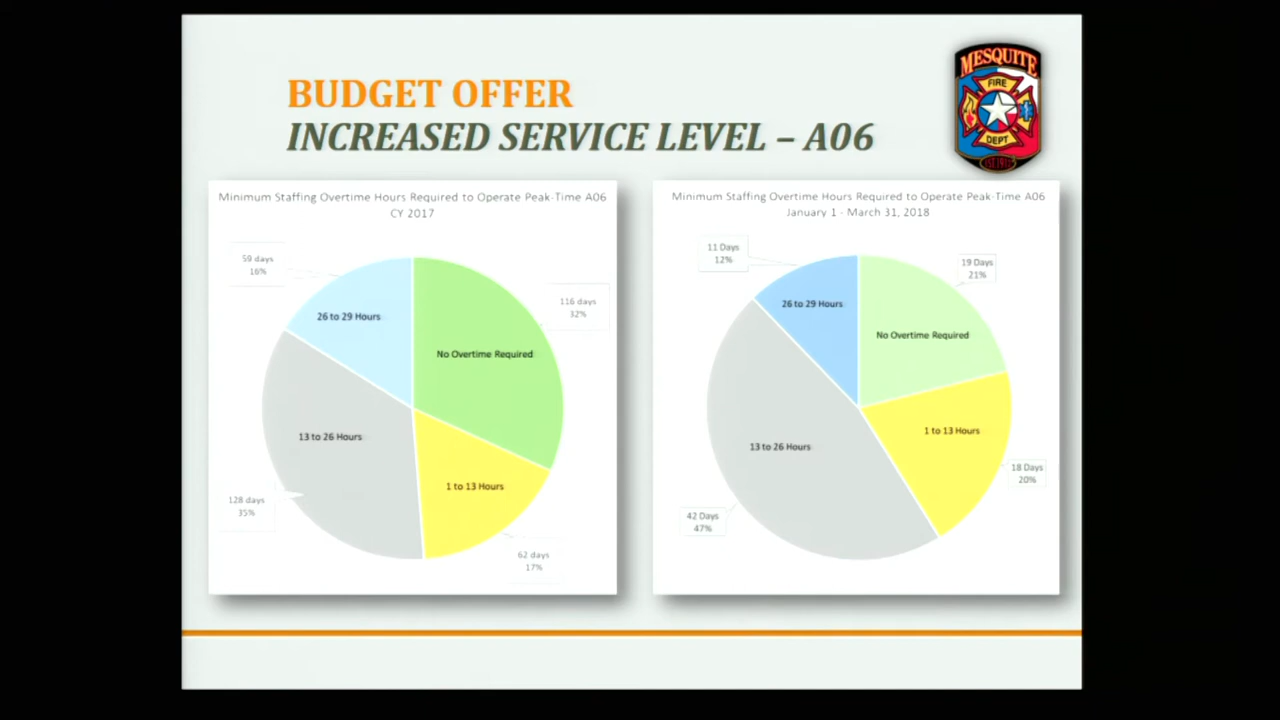 BUDGET OFFER
INCREASED SERVICE LEVEL – A06
MESQUITE
FIRE
DEPT
Minimum Staffing Overtime Hours Required to Operate Peak-Time A06
CY 2017
59 days
16%
116 days
32%
26 to 29 Hours
No Overtime Required
13 to 26 Hours
1 to 13 Hours
128 days
35%
62 days
17%
Minimum Staffing Overtime Hours Required to Operate Peak-Time A06
January 1 - March 31, 2018
11 Days
12%
19 Days
21%
26 to 29 Hours
No Overtime Required
1 to 13 Hours
13 to 26 Hours
18 Days
20%
42 Days
47%